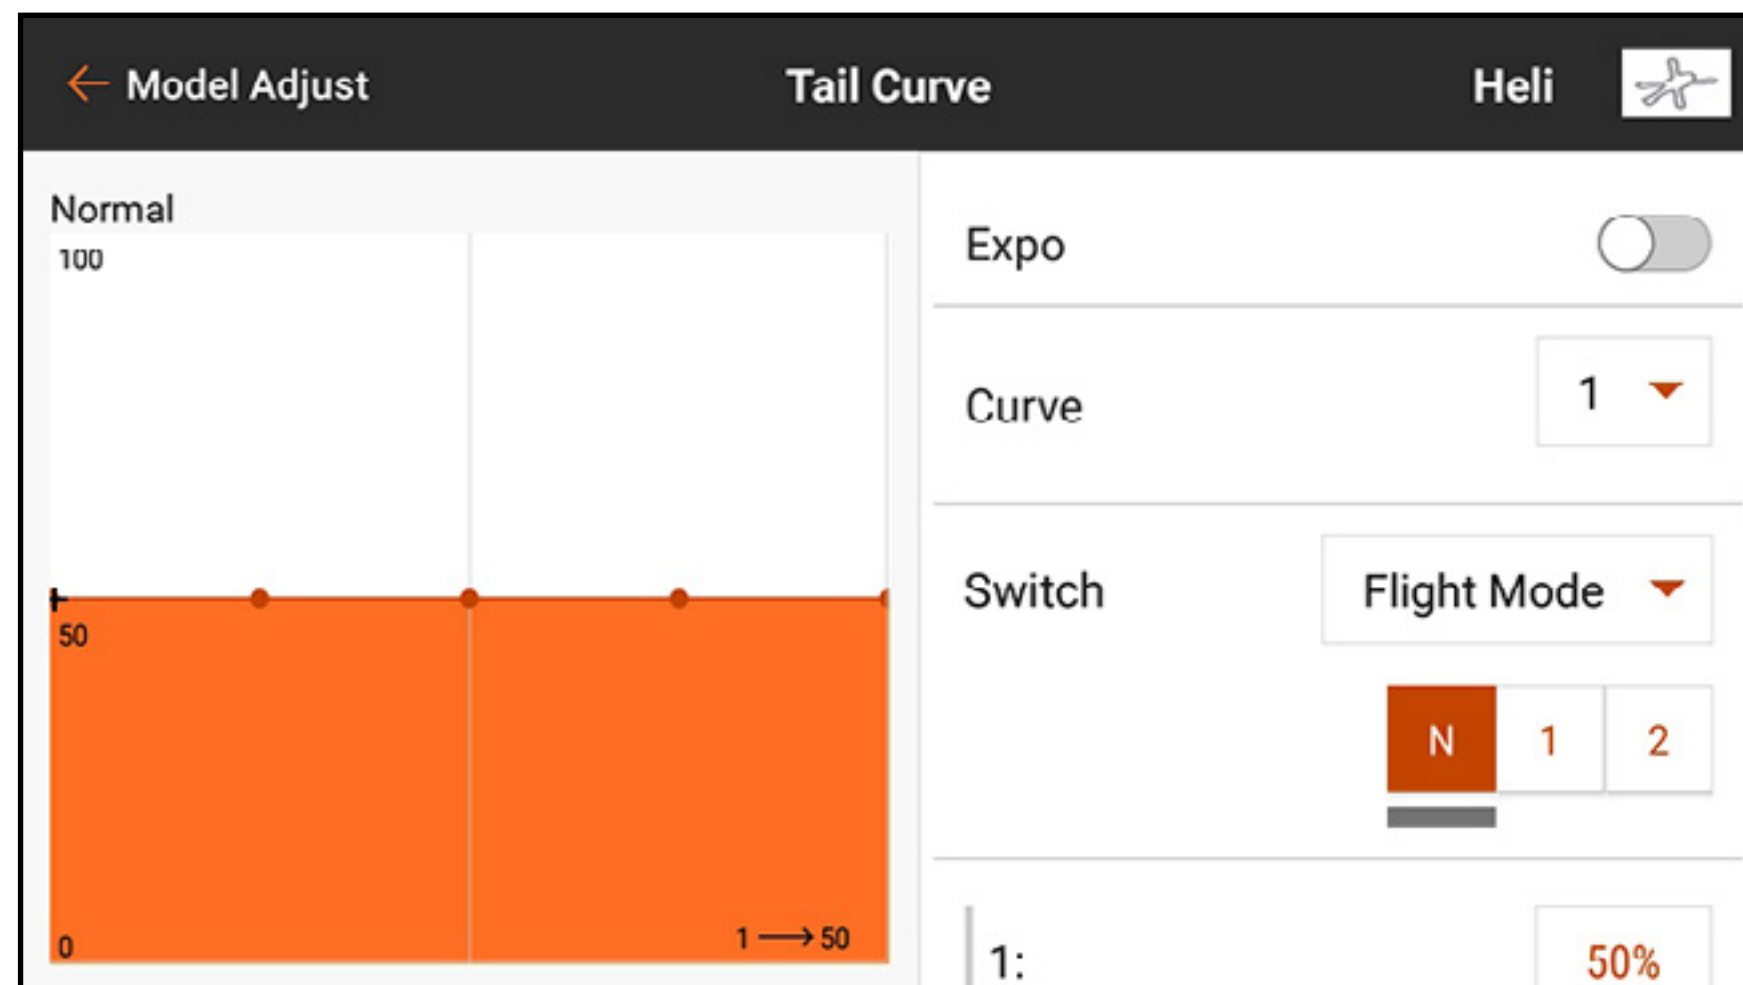 ← Model Adjust
Tail Curve
Heli
Normal
100
50
0
1 → 50
Expo
Curve
1
Switch
Flight Mode
N 1 2
1:
50%